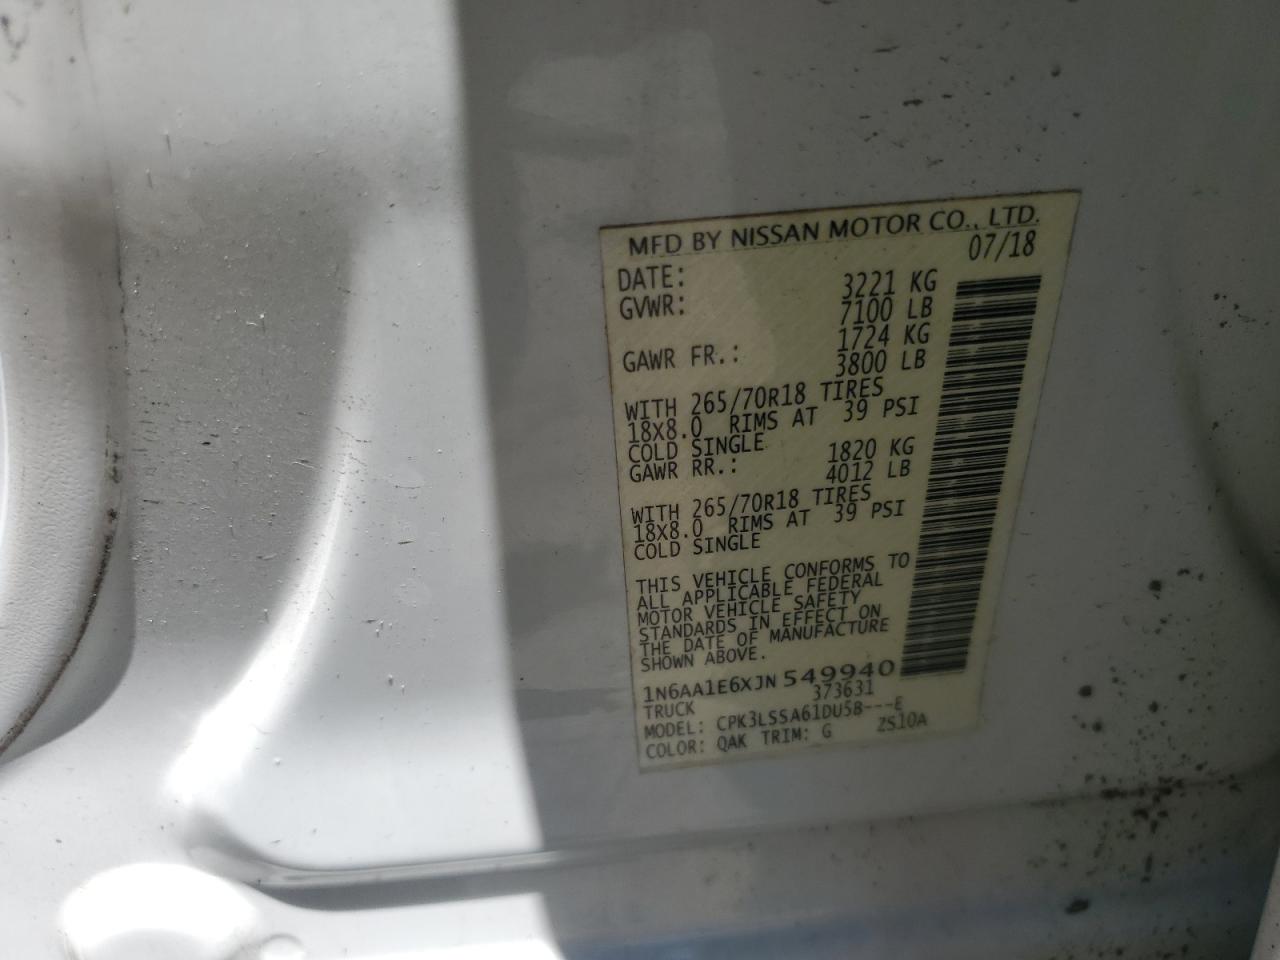 MFD BY NISSAN MOTOR CO., LTD.
DATE: 07/18
GVWR: 3221 KG
7100 LB
GAWR FR.: 1724 KG
3800 LB
WITH 265/70R18 TIRES
18X8.0 RIMS AT 39 PSI
COLD SINGLE
GAWR RR.: 1820 KG
4012 LB
WITH 265/70R18 TIRES
18X8.0 RIMS AT 39 PSI
COLD SINGLE
THIS VEHICLE CONFORMS TO
ALL APPLICABLE FEDERAL
MOTOR VEHICLE SAFETY
STANDARDS IN EFFECT ON
THE DATE OF MANUFACTURE
SHOWN ABOVE.
1N6AA1E6XJN549940
TRUCK 373631
MODEL: CPK3LSSA61DU58---E
COLOR: QAK TRIM: G ZS10A